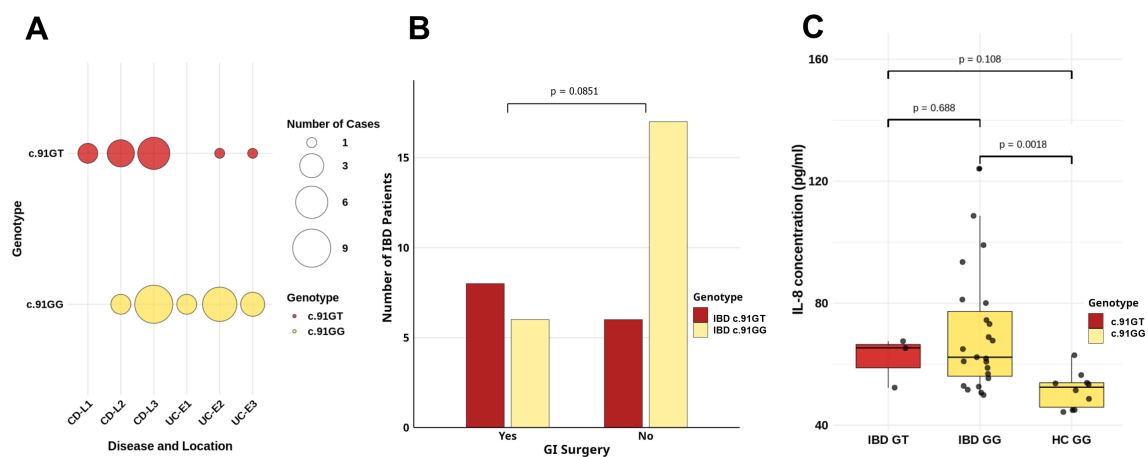 A
Genotype
c.91GT
c.91GG
CD-L1
CD-L2
CD-L3
UC-E1
UC-E2
UC-E3
Disease and Location
Number of Cases
1
3
6
9
Genotype
c.91GT
c.91GG
B
Number of IBD Patients
15
10
5
0
p = 0.0851
Yes
No
GI Surgery
Genotype
IBD c.91GT
IBD c.91GG
C
IL-8 concentration (pg/ml)
160
120
80
40
p = 0.108
p = 0.688
p = 0.0018
IBD GT
IBD GG
HC GG
Genotype
c.91GT
c.91GG